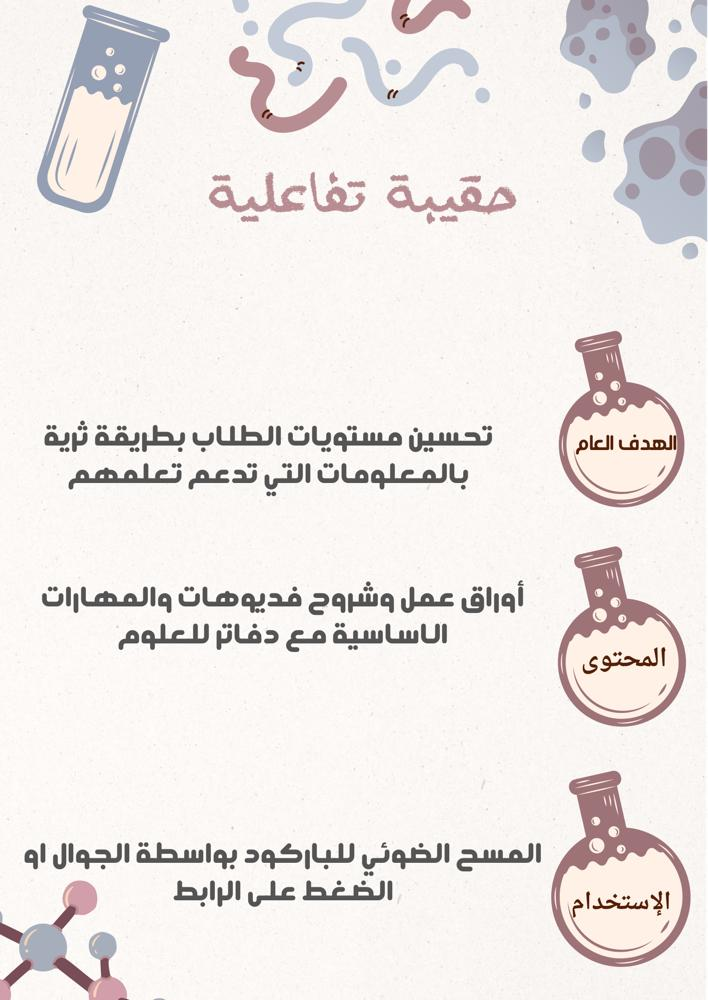 حقيبة تفاعلية
الهدف العام
تحسين مستويات الطلاب بطريقة ثرية
بالمعلومات التي تدعم تعلمهم
المحتوى
أوراق عمل وشروح فديوهات والمهارات
الاساسية مع دفاتر للعلوم
الإستخدام
المسح الضوئي للباركود بواسطة الجوال او
الضغط على الرابط